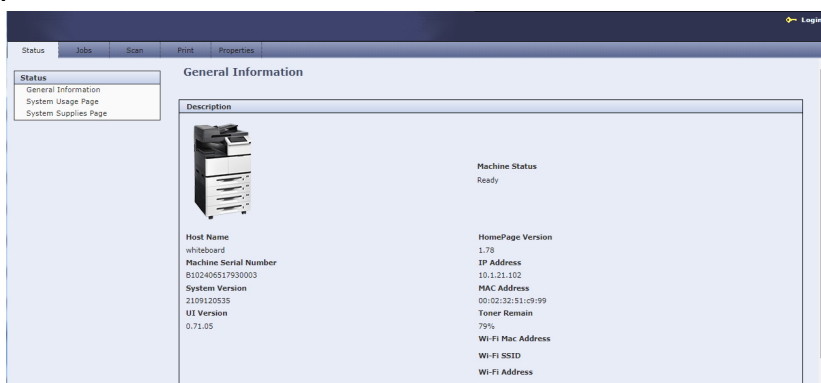 Login
Status Jobs Scan Print Properties
Status
General Information
System Usage Page
System Supplies Page
General Information
Description
Machine Status
Ready
Host Name
whiteboard
Machine Serial Number
B102406517930003
System Version
2109120535
UI Version
0.71.05
HomePage Version
1.78
IP Address
10.1.21.102
MAC Address
00:02:32:51:c9:99
Toner Remain
79%
Wi-Fi Mac Address
Wi-Fi SSID
Wi-Fi Address